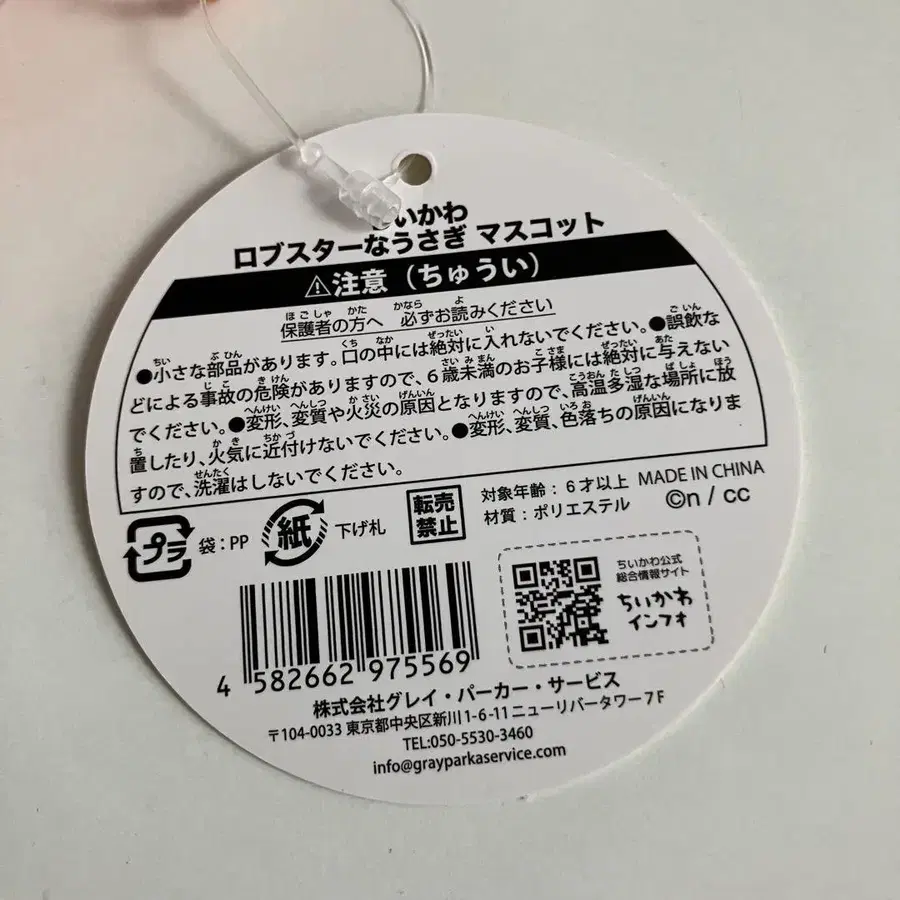 いかわ
ロブスターなうさぎ マスコット
⚠注意（ちゅうい）
保護者の方へ 必ずお読みください
●小さな部品があります。口の中には絶対に入れないでください。●誤飲な
どによる事故の危険がありますので、6歳未満のお子様には絶対に与えない
でください。●変形、変質や火災の原因となりますので、高温多湿な場所に放
置したり、火気に近付けないでください。●変形、変質、色落ちの原因になりま
すので、洗濯はしないでください。
プラ 袋：PP 紙 下げ札
転売
禁止
対象年齢：6才以上 MADE IN CHINA
材質：ポリエステル ©n / cc
ちいかわ公式
総合情報サイト
ちいかわ
インフォ
4 582662 975569
株式会社グレイ・パーカー・サービス
〒104-0033 東京都中央区新川1-6-11 ニューリバータワー7F
TEL:050-5530-3460
info@grayparkaservice.com